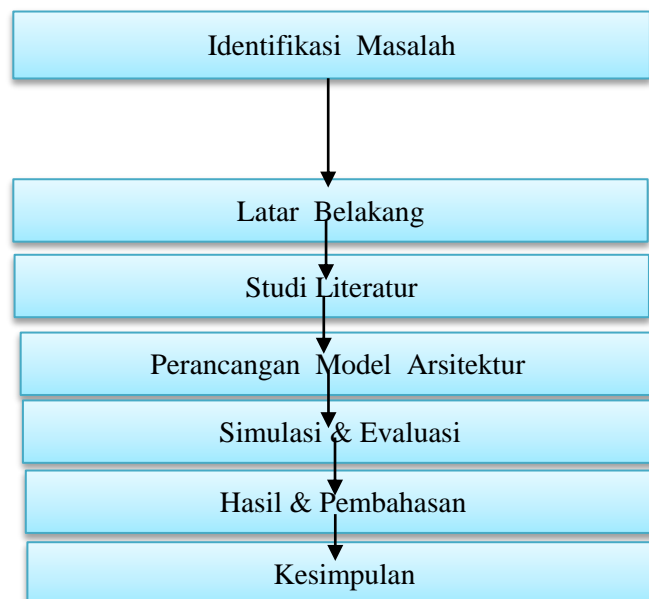 Identifikasi Masalah
Latar Belakang
Studi Literatur
Perancangan Model Arsitektur
Simulasi & Evaluasi
Hasil & Pembahasan
Kesimpulan